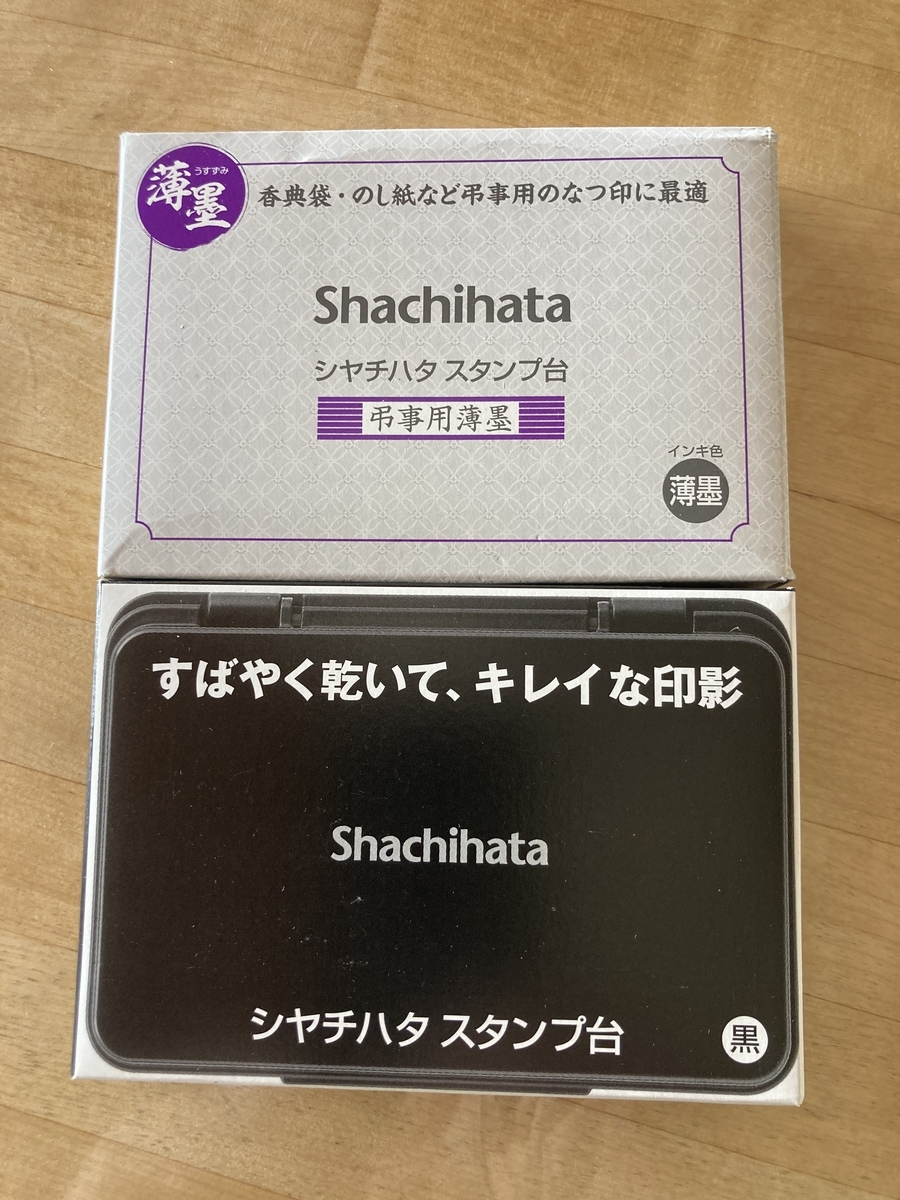 うすずみ
薄墨
香典袋・のし紙など弔事用のなつ印に最適
Shachihata
シヤチハタ スタンプ台
弔事用薄墨
インキ色
薄墨
すばやく乾いて、キレイな印影
Shachihata
シヤチハタ スタンプ台
黒